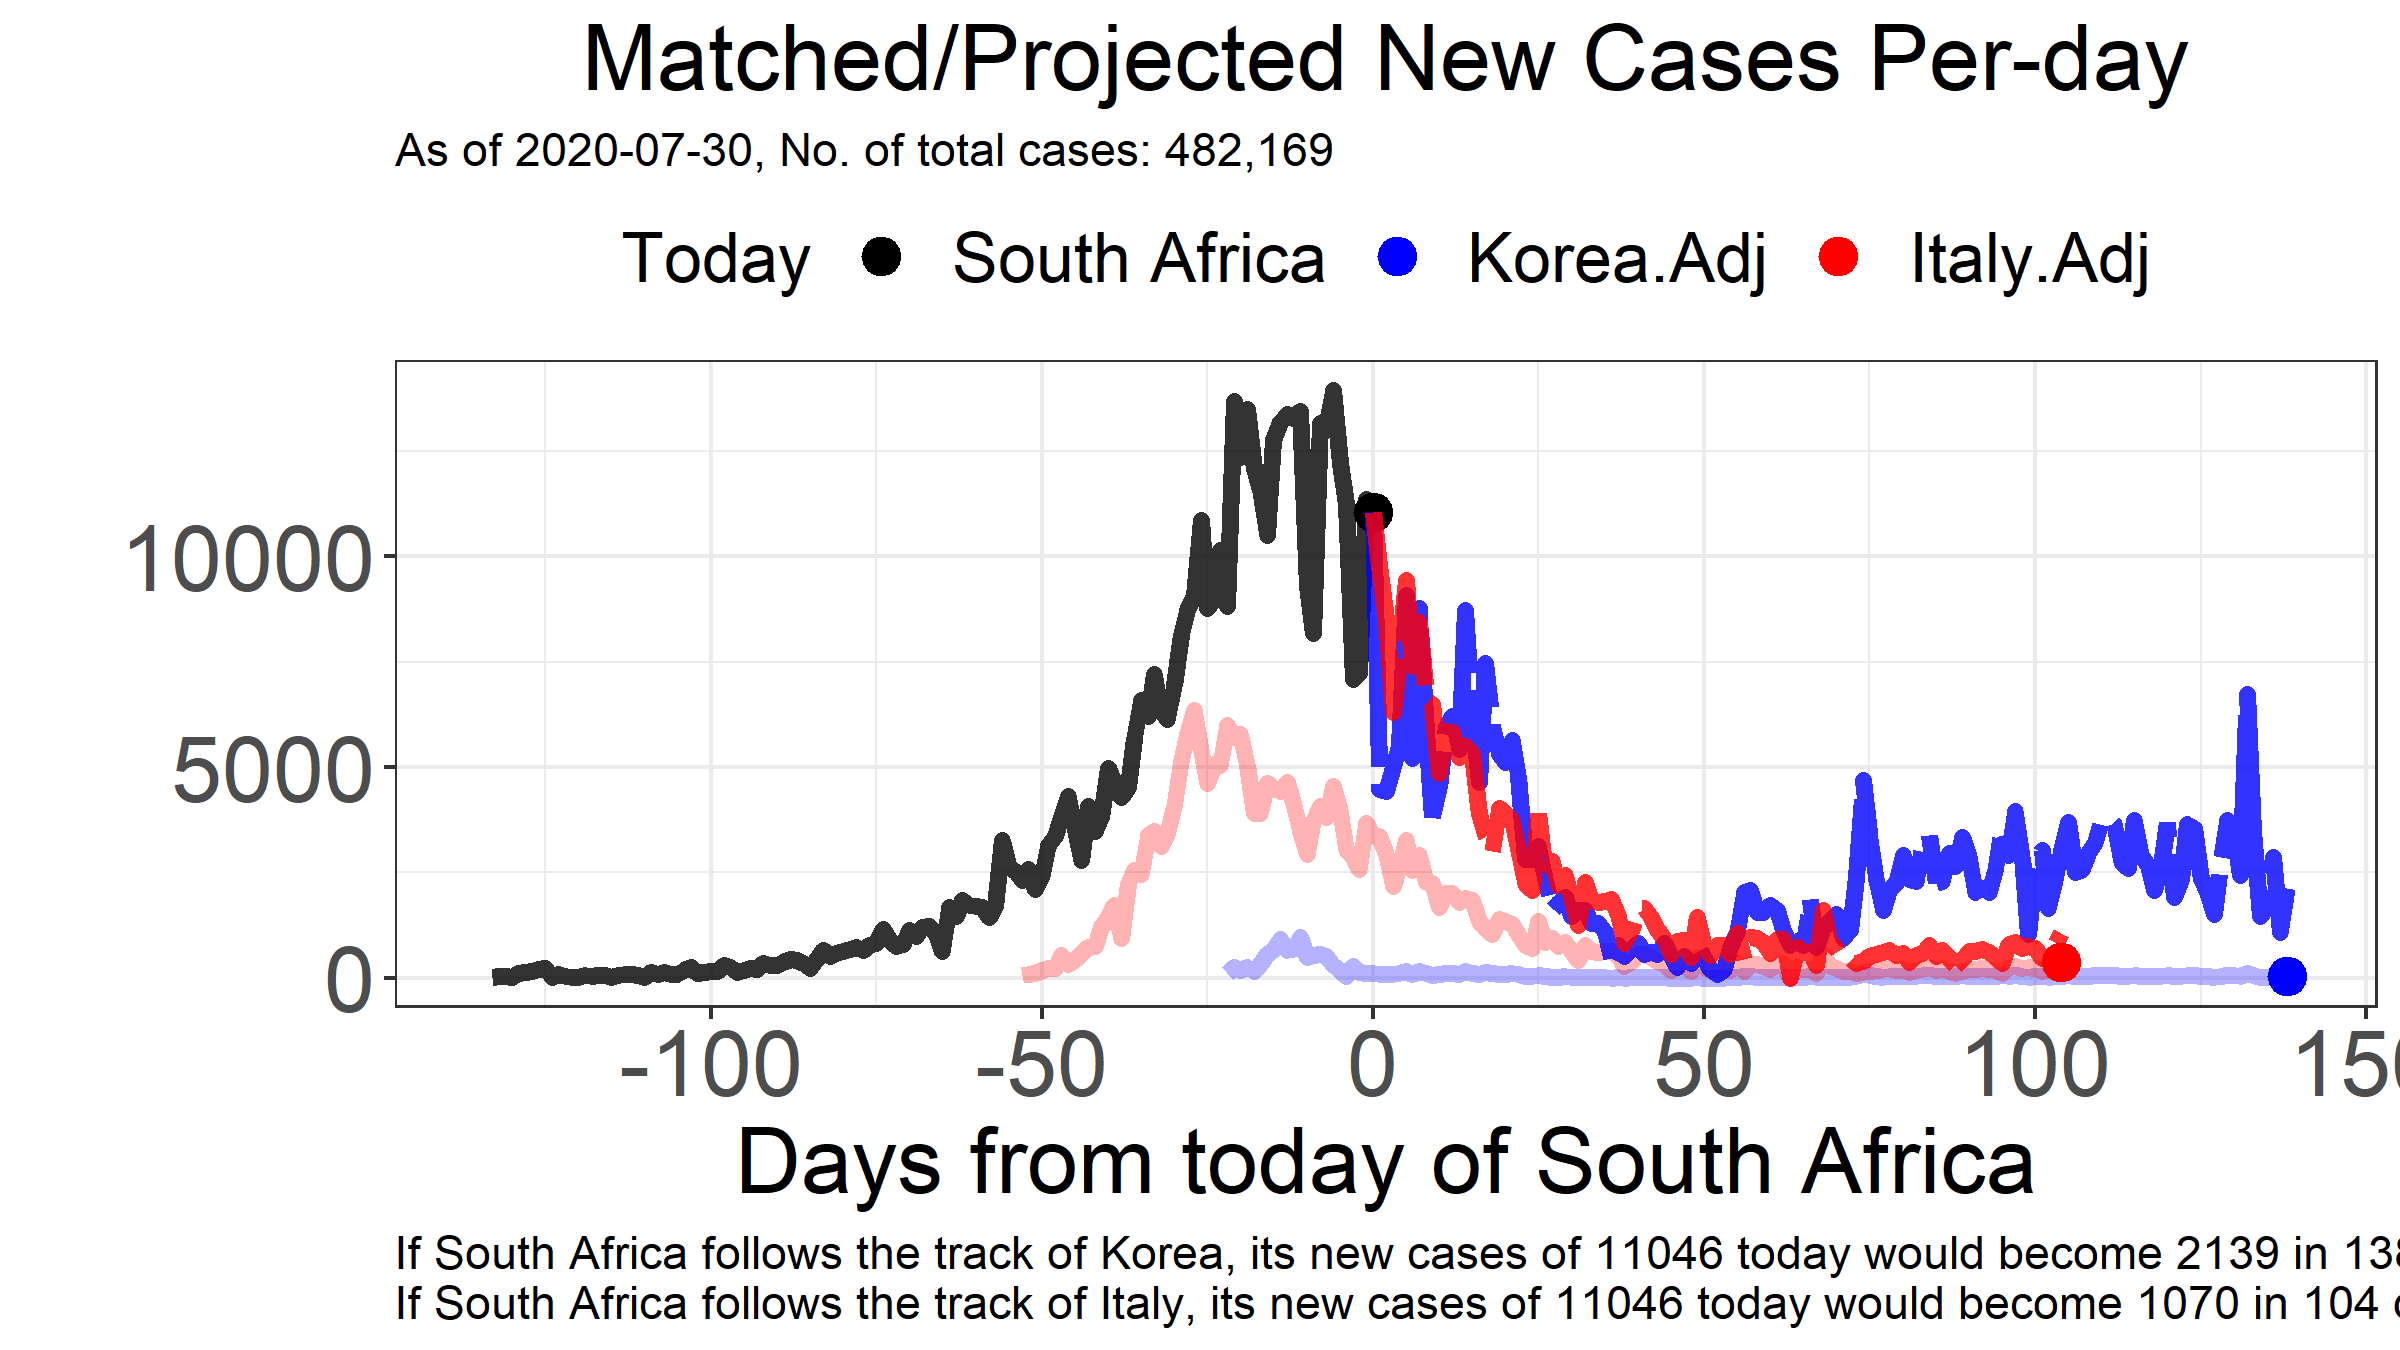 Matched/Projected New Cases Per-day
As of 2020-07-30, No. of total cases: 482,169
Today South Africa Korea.Adj Italy.Adj
10000
5000
0
-100 -50 0 50 100
Days from today of South Africa
If South Africa follows the track of Korea, its new cases of 11046 today would become 2139 in
If South Africa follows the track of Italy, its new cases of 11046 today would become 1070 in 104